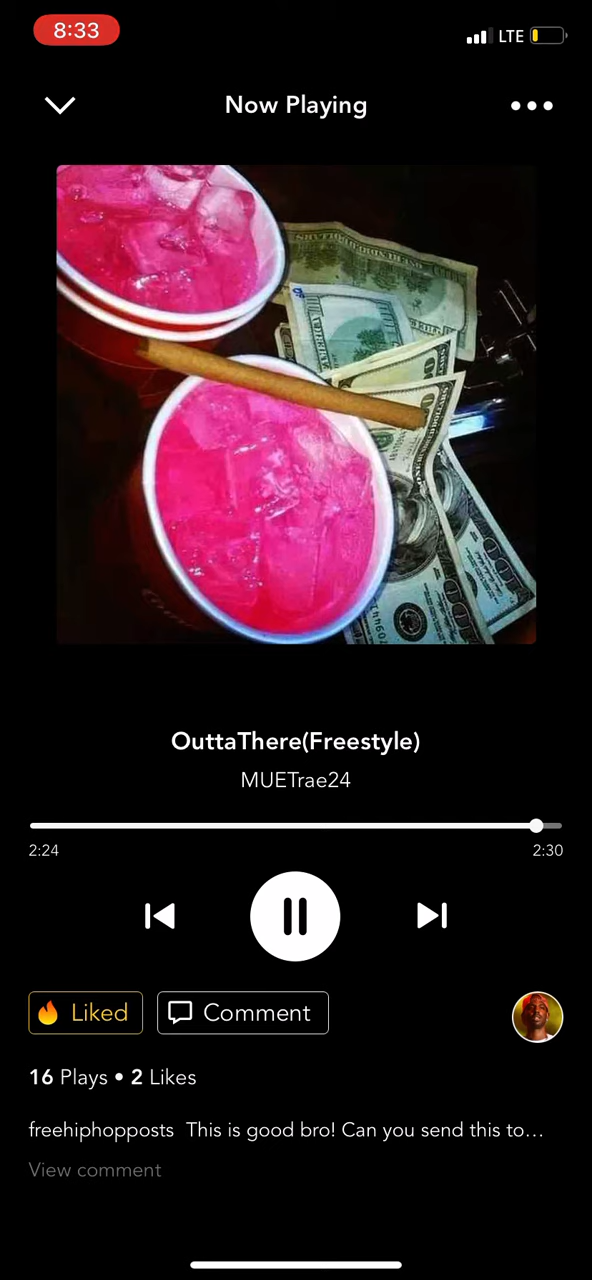 8:33
LTE
Now Playing
OuttaThere(Freestyle)
MUETrae24
2:24
2:30
Liked
Comment
16 Plays • 2 Likes
freehiphopposts This is good bro! Can you send this to...
View comment